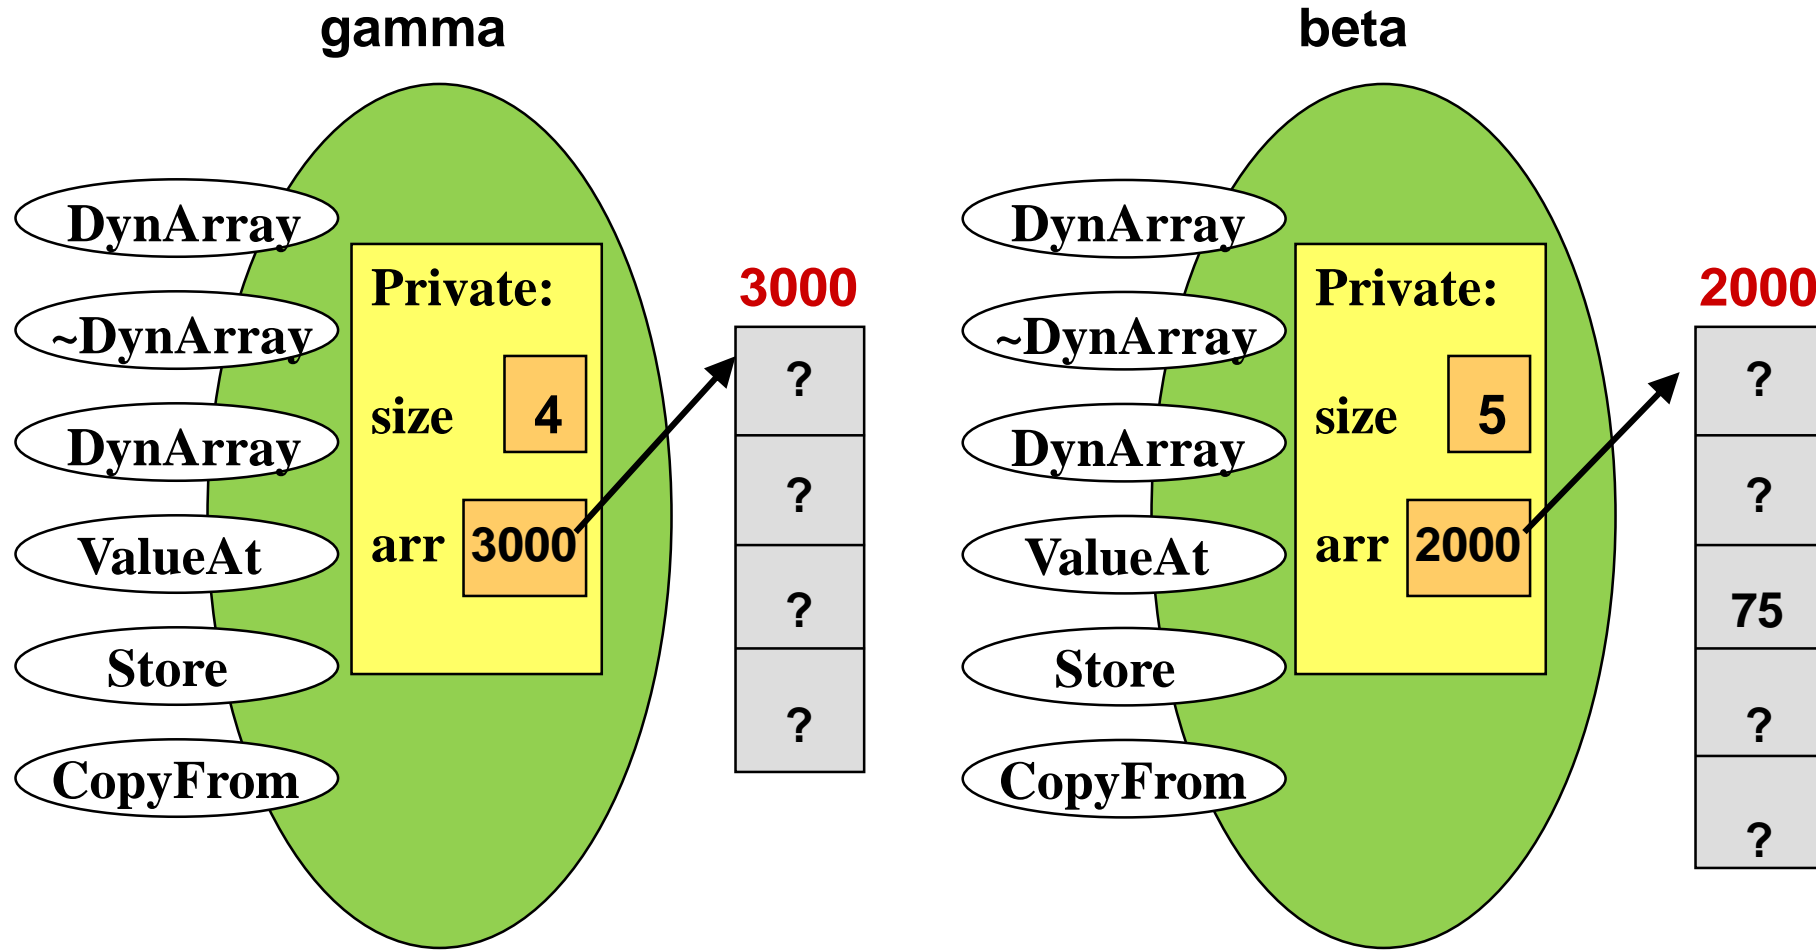 gamma
DynArray
~DynArray
DynArray
ValueAt
Store
CopyFrom
Private:
size 4
arr 3000
3000
?
?
?
?
beta
DynArray
~DynArray
DynArray
ValueAt
Store
CopyFrom
Private:
size 5
arr 2000
2000
?
?
75
?
?